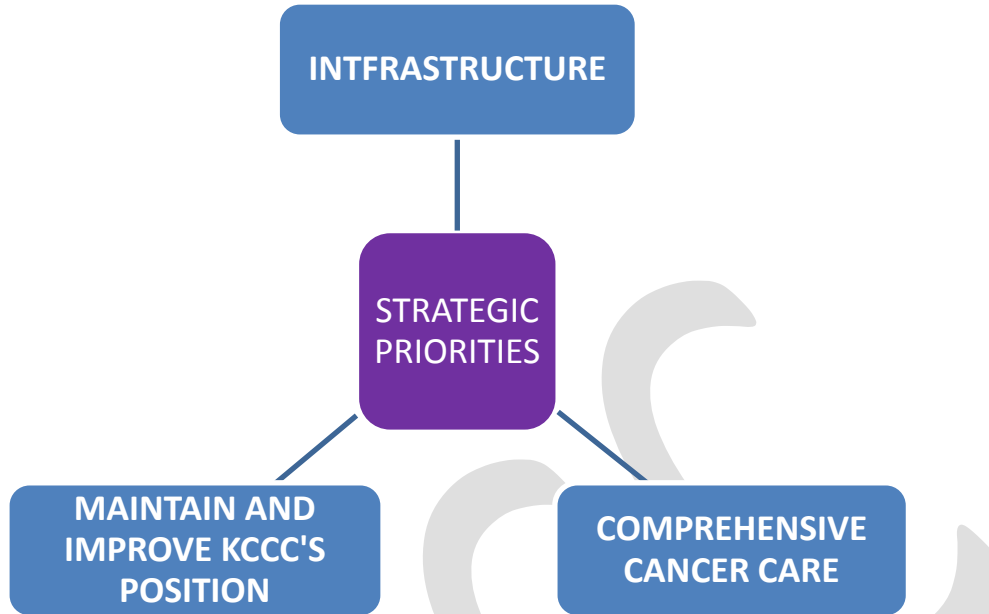 INTFRASTRUCTURE
STRATEGIC
PRIORITIES
MAINTAIN AND
IMPROVE KCCC'S
POSITION
COMPREHENSIVE
CANCER CARE